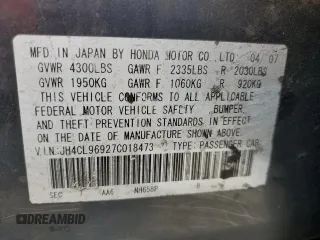 MFD. IN JAPAN BY HONDA MOTOR CO.,LTD. 04/07
GVWR 4300LBS GAWR F 2335LBS R 2030LBS
GVWR 1950KG GAWR F 1060KG R 920KG
THIS VEHICLE CONFORMS TO ALL APPLICABLE
FEDERAL MOTOR VEHICLE SAFETY, BUMPER,
AND THEFT PREVENTION STANDARDS IN EFFECT ON THE
DATE OF MANUFACTURE SHOWN ABOVE.
V.I.N: JH4CL96927C018473 TYPE: PASSENGER CAR
NH658P
DREAMBID